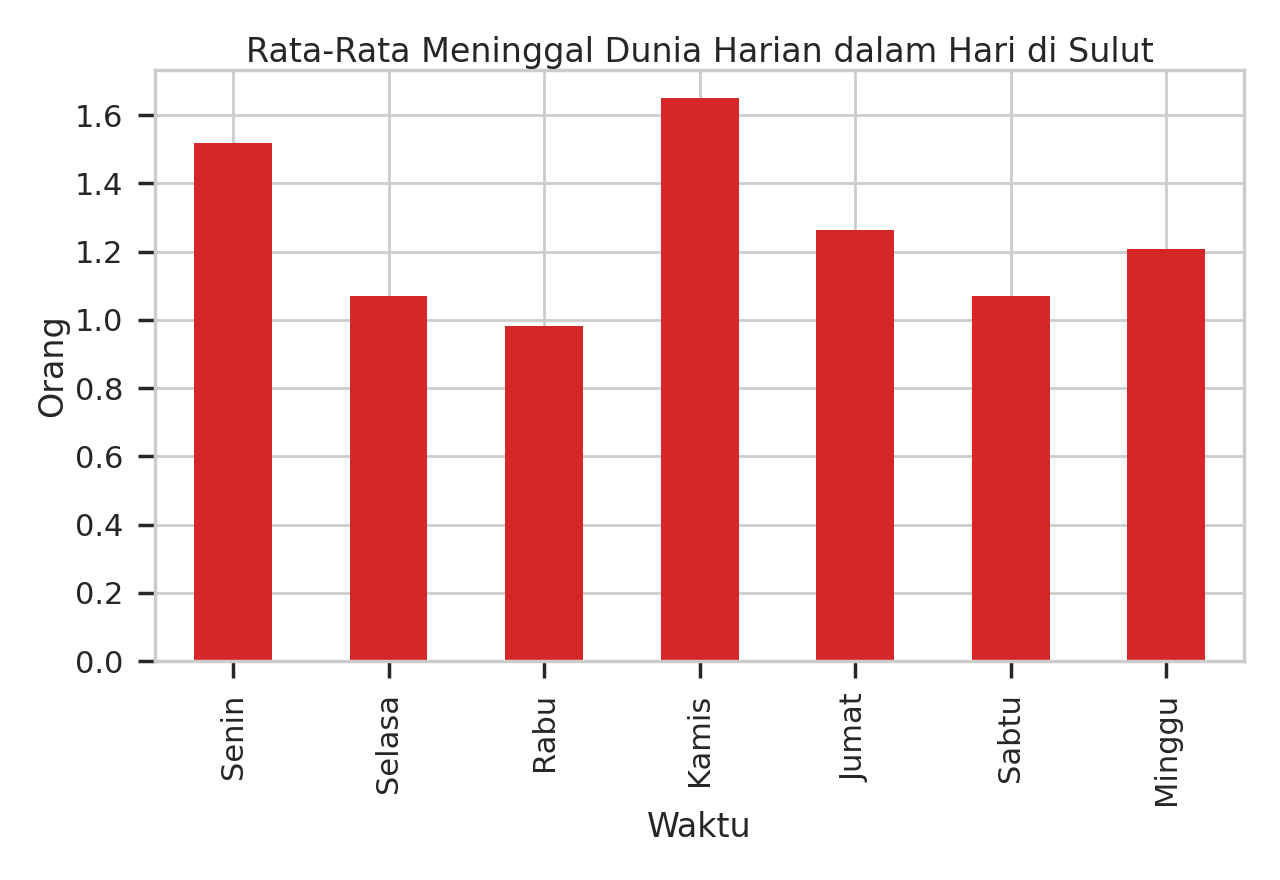 Rata-Rata Meninggal Dunia Harian dalam Hari di Sulut
1.6
1.4
1.2
1.0
0.8
0.6
0.4
0.2
0.0
Orang
Senin
Selasa
Rabu
Kamis
Jumat
Sabtu
Minggu
Waktu